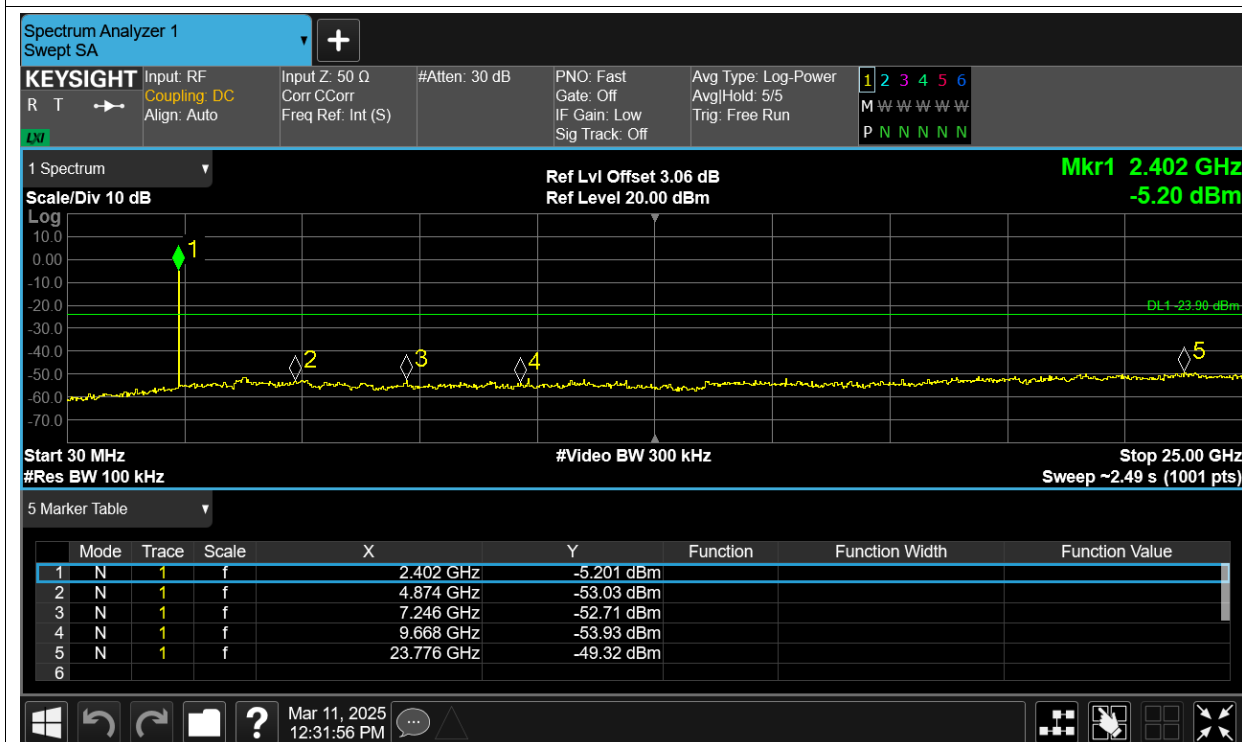 Spectrum Analyzer 1
Swept SA
+
KEYSIGHT Input: RF Input Z: 50 Ω #Atten: 30 dB PNO: Fast Avg Type: Log-Power 1 2 3 4 5 6
R T Coupling: DC Corr CCorr Gate: Off Avg|Hold: 5/5 M W W W W W
Align: Auto Freq Ref: Int (S) IF Gain: Low Trig: Free Run
LXI Sig Track: Off P N N N N N
1 Spectrum Ref Lvl Offset 3.06 dB Mkr1 2.402 GHz
Scale/Div 10 dB Ref Level 20.00 dBm -5.20 dBm
Log
10.0
1
0.00
-10.0
-20.0 DL1 -23.90 dBm
-30.0
-40.0 2 3 4 5
-50.0
-60.0
-70.0
Start 30 MHz #Video BW 300 kHz Stop 25.00 GHz
#Res BW 100 kHz Sweep ~2.49 s (1001 pts)
5 Marker Table
Mode Trace Scale X Y Function Function Width Function Value
1 N 1 f 2.402 GHz -5.201 dBm
2 N 1 f 4.874 GHz -53.03 dBm
3 N 1 f 7.246 GHz -52.71 dBm
4 N 1 f 9.668 GHz -53.93 dBm
5 N 1 f 23.776 GHz -49.32 dBm
6
? Mar 11, 2025
12:31:56 PM